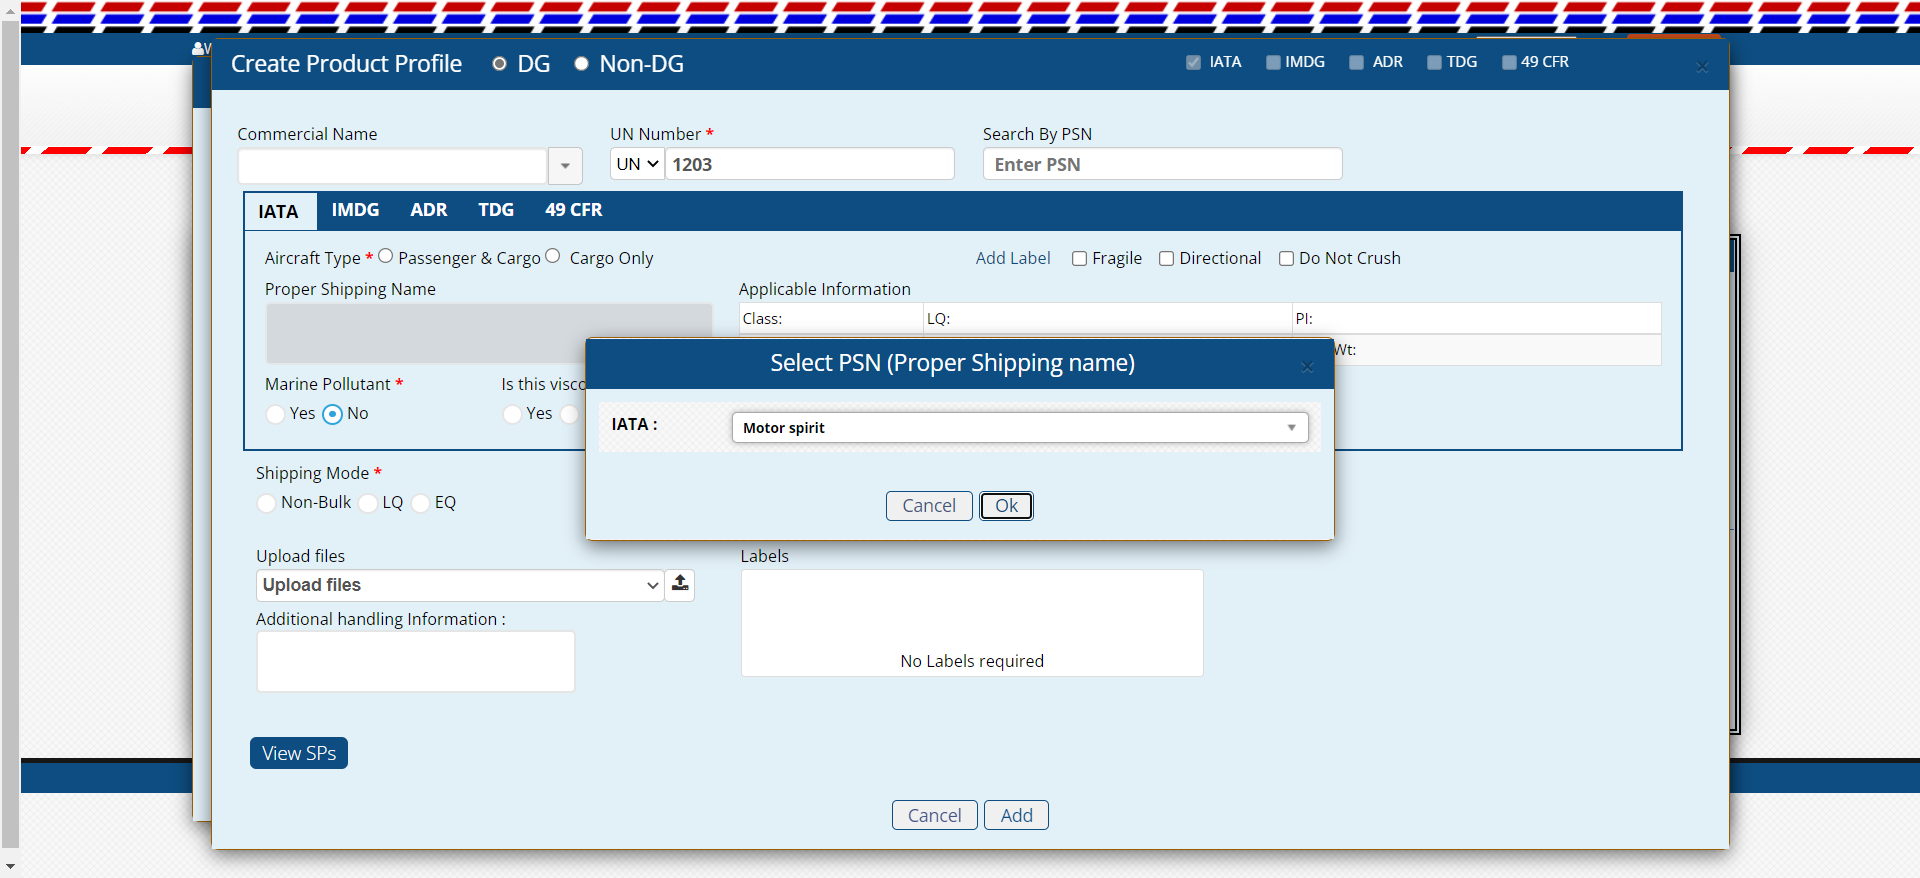 W
Create Product Profile DG Non-DG IATA IMDG ADR TDG 49 CFR
Commercial Name UN Number * Search By PSN
UN 1203 Enter PSN
IATA IMDG ADR TDG 49 CFR
Aircraft Type * Passenger & Cargo Cargo Only Add Label Fragile Directional Do Not Crush
Proper Shipping Name Applicable Information
Class: LQ: PI:
Wt:
Select PSN (Proper Shipping name)
Marine Pollutant * Is this visco
Yes No Yes
IATA : Motor spirit
Shipping Mode *
Non-Bulk LQ EQ
Cancel Ok
Upload files Labels
Upload files
Additional handling Information :
No Labels required
View SPs
Cancel Add